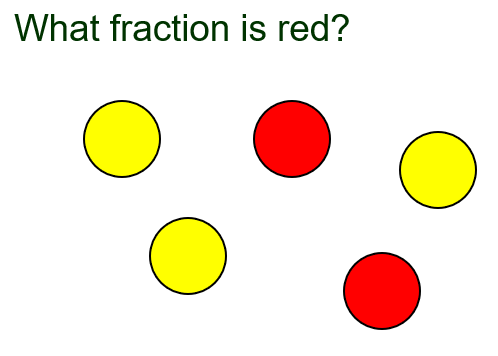 What fraction is red?